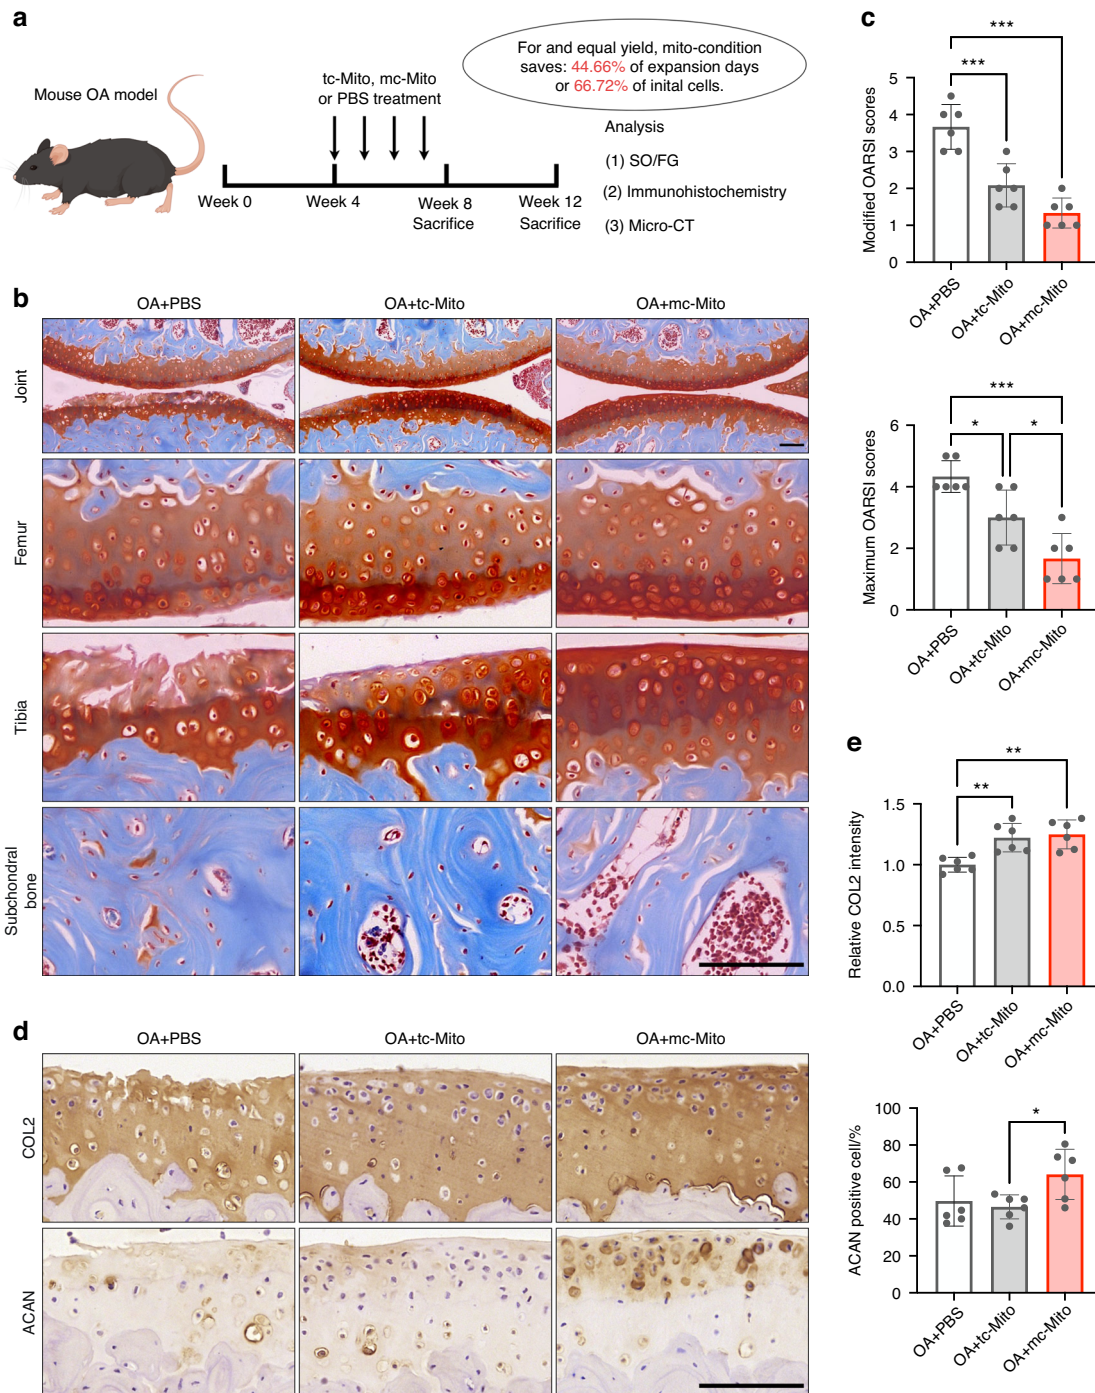 a
Mouse OA model
tc-Mito, mc-Mito
or PBS treatment
For and equal yield, mito-condition
saves: 44.66% of expansion days
or 66.72% of inital cells.
Week 0
Week 4
Week 8
Sacrifice
Week 12
Sacrifice
Analysis
(1) SO/FG
(2) Immunohistochemistry
(3) Micro-CT
b
OA+PBS
OA+tc-Mito
OA+mc-Mito
Joint
Femur
Tibia
Subchondral
bone
c
Modified OARSI scores
5
4
3
2
1
0
***
***
OA+PBS
OA+tc-Mito
OA+mc-Mito
Maximum OARSI scores
6
4
2
0
***
*
*
OA+PBS
OA+tc-Mito
OA+mc-Mito
d
OA+PBS
OA+tc-Mito
OA+mc-Mito
COL2
ACAN
e
Relative COL2 intensity
1.5
1.0
0.5
0.0
**
**
OA+PBS
OA+tc-Mito
OA+mc-Mito
ACAN positive cell/%
100
80
60
40
20
0
*
OA+PBS
OA+tc-Mito
OA+mc-Mito